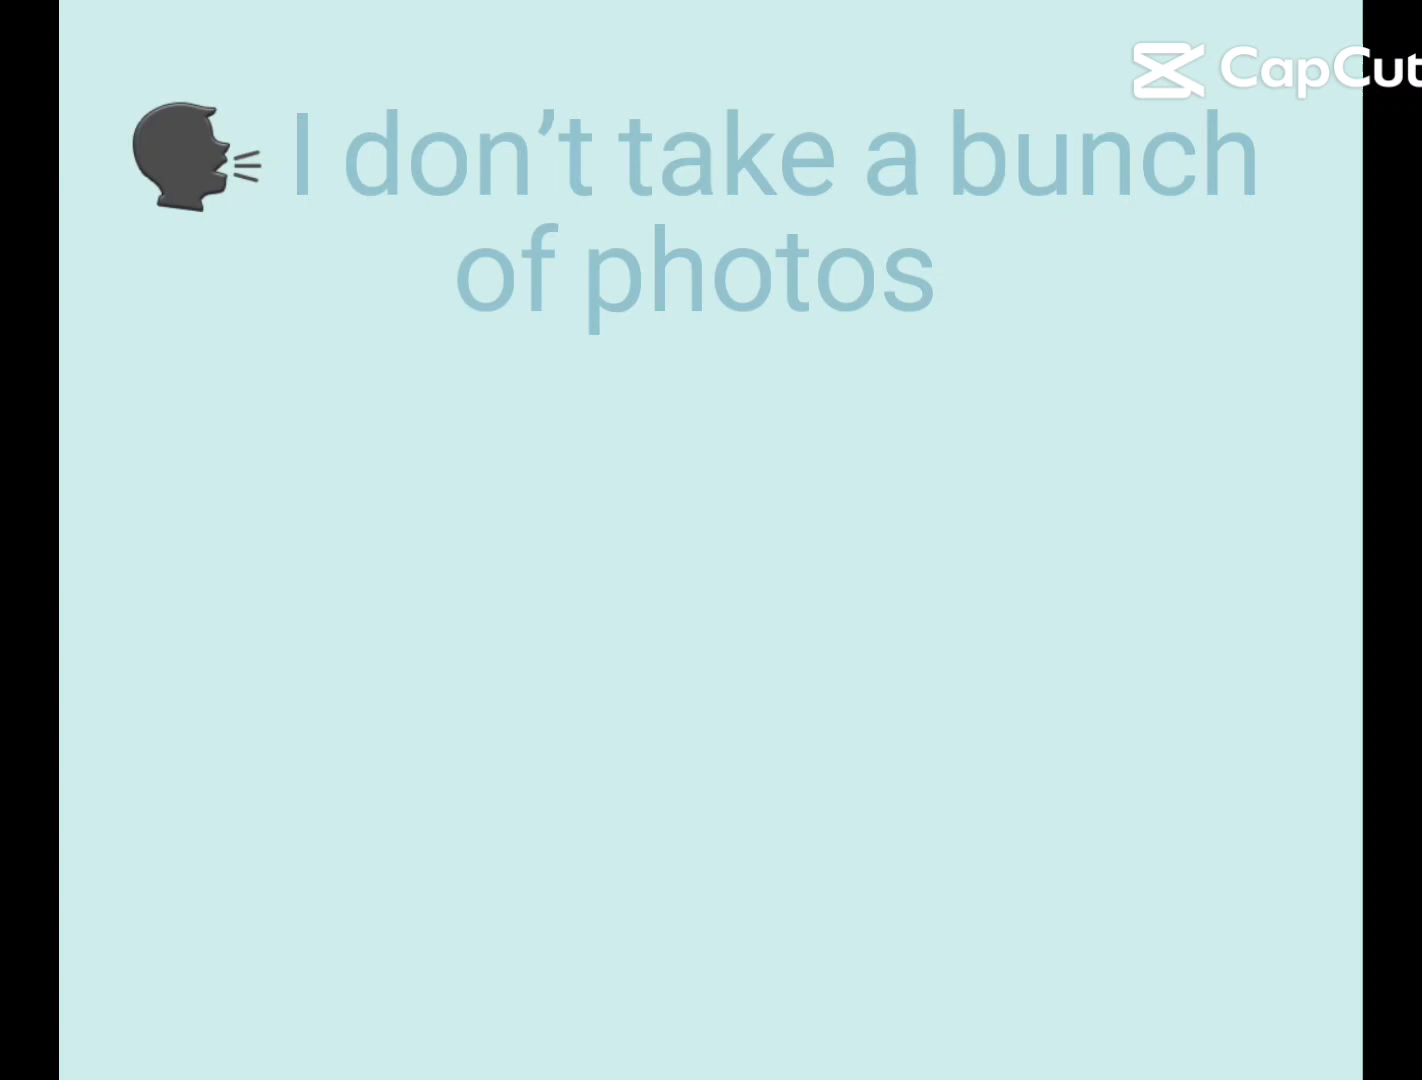 CapCut
🗣 I don’t take a bunch
of photos